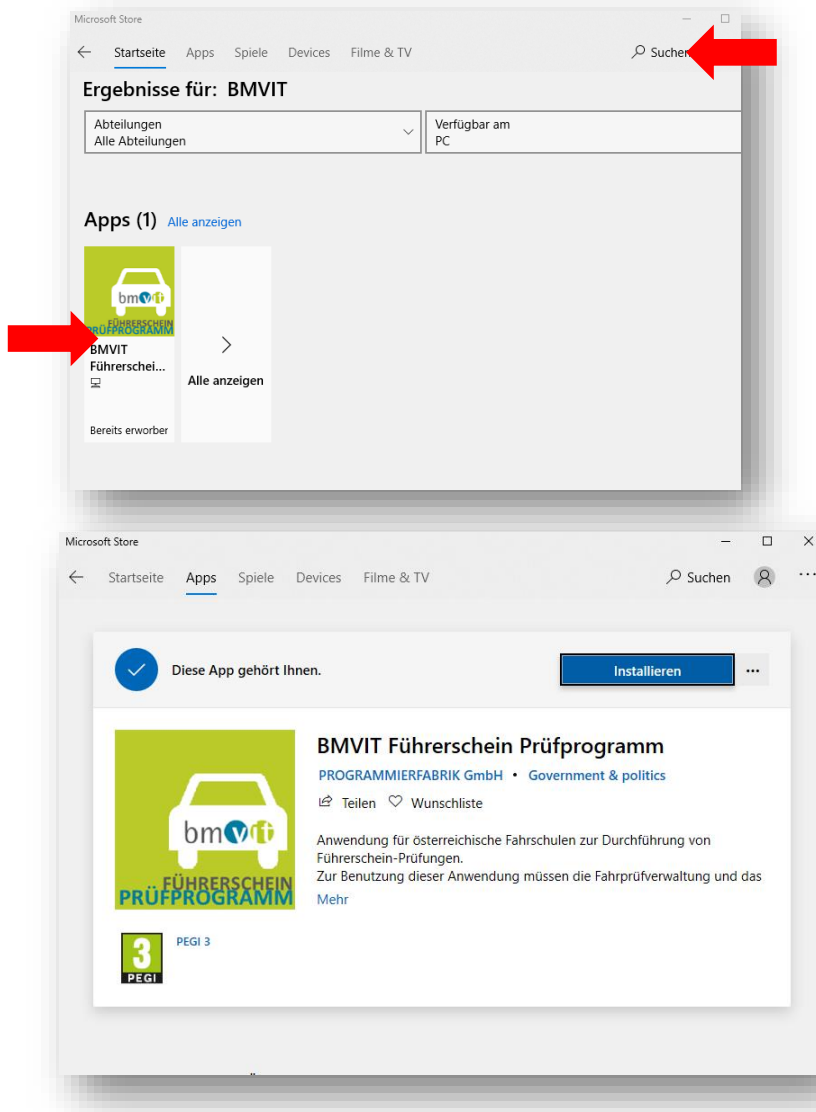 Microsoft Store
Startseite Apps Spiele Devices Filme & TV Suchen
Ergebnisse für: BMVIT
Abteilungen
Alle Abteilungen
Verfügbar am
PC
Apps (1) Alle anzeigen
bmvit
FÜHRERSCHEIN
PRÜFPROGRAMM
BMVIT
Führerschei...
Bereits erworber
Alle anzeigen
Microsoft Store
Startseite Apps Spiele Devices Filme & TV Suchen
Diese App gehört Ihnen.
Installieren
bmvit
FÜHRERSCHEIN
PRÜFPROGRAMM
BMVIT Führerschein Prüfprogramm
PROGRAMMIERFABRIK GmbH • Government & politics
Teilen Wunschliste
Anwendung für österreichische Fahrschulen zur Durchführung von
Führerschein-Prüfungen.
Zur Benutzung dieser Anwendung müssen die Fahrprüfverwaltung und das
Mehr
3
PEGI
PEGI 3